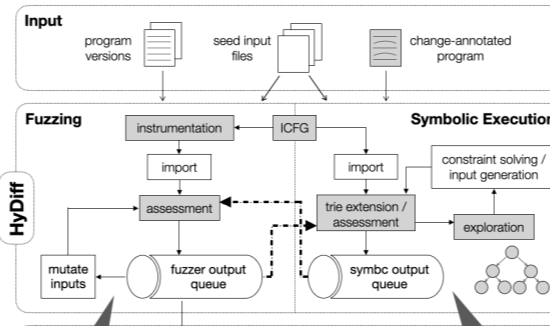 Input
program
versions
seed input
files
change-annotated
program
Fuzzing
Symbolic Execution
instrumentation
ICFG
import
import
constraint solving /
input generation
HyDiff
assessment
trie extension /
assessment
exploration
mutate
inputs
fuzzer output
queue
symbc output
queue